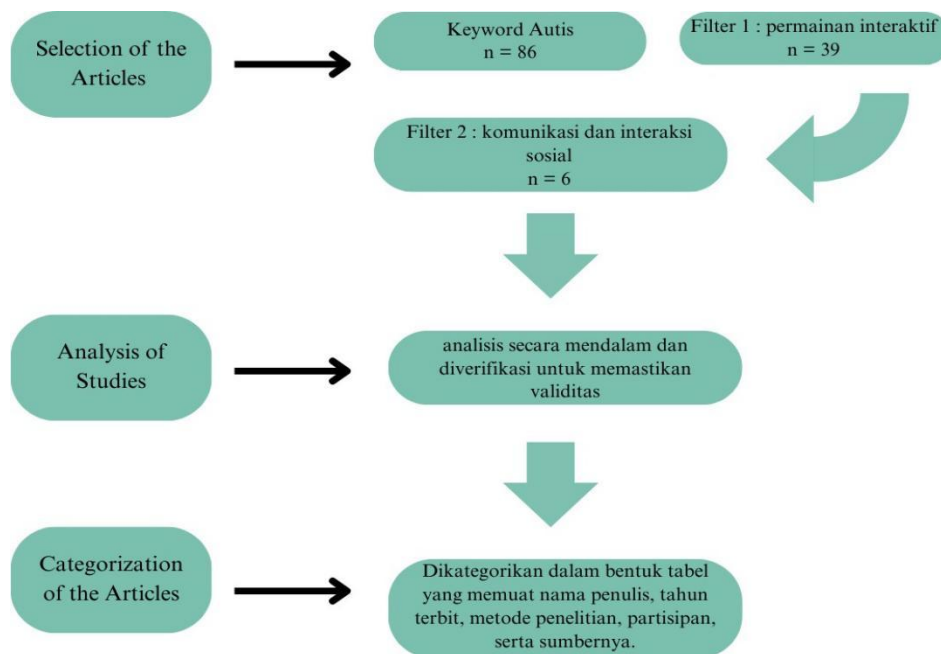 Selection of the
Articles
Keyword Autis
n = 86
Filter 1 : permainan interaktif
n = 39
Filter 2 : komunikasi dan interaksi
sosial
n = 6
Analysis of
Studies
analisis secara mendalam dan
diverifikasi untuk memastikan
validitas
Categorization
of the Articles
Dikategorikan dalam bentuk tabel
yang memuat nama penulis, tahun
terbit, metode penelitian, partisipan,
serta sumbernya.